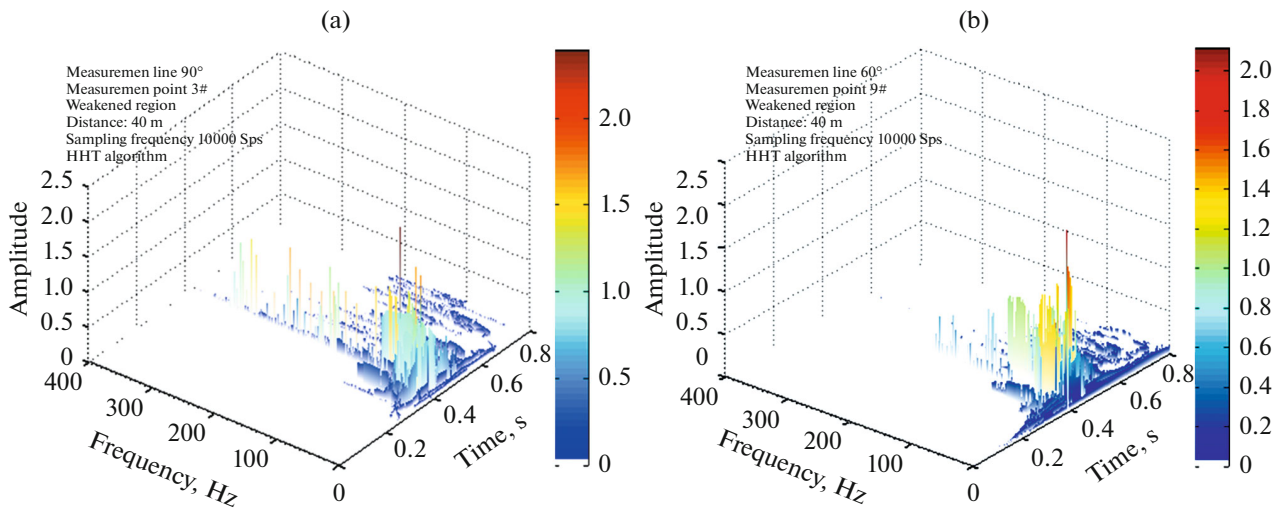 (a)
Measuremen line 90°
Measuremen point 3#
Weakened region
Distance: 40 m
Sampling frequency 10000 Sps
HHT algorithm
Amplitude
2.5
2.0
1.5
1.0
0.5
0
400
300
200
100
0
Frequency, Hz
0.2
0.4
0.6
0.8
Time, s
2.0
1.5
1.0
0.5
0
(b)
Measuremen line 60°
Measuremen point 9#
Weakened region
Distance: 40 m
Sampling frequency 10000 Sps
HHT algorithm
Amplitude
2.5
2.0
1.5
1.0
0.5
0
400
300
200
100
0
Frequency, Hz
0.2
0.4
0.6
0.8
Time, s
2.0
1.8
1.6
1.4
1.2
1.0
0.8
0.6
0.4
0.2
0